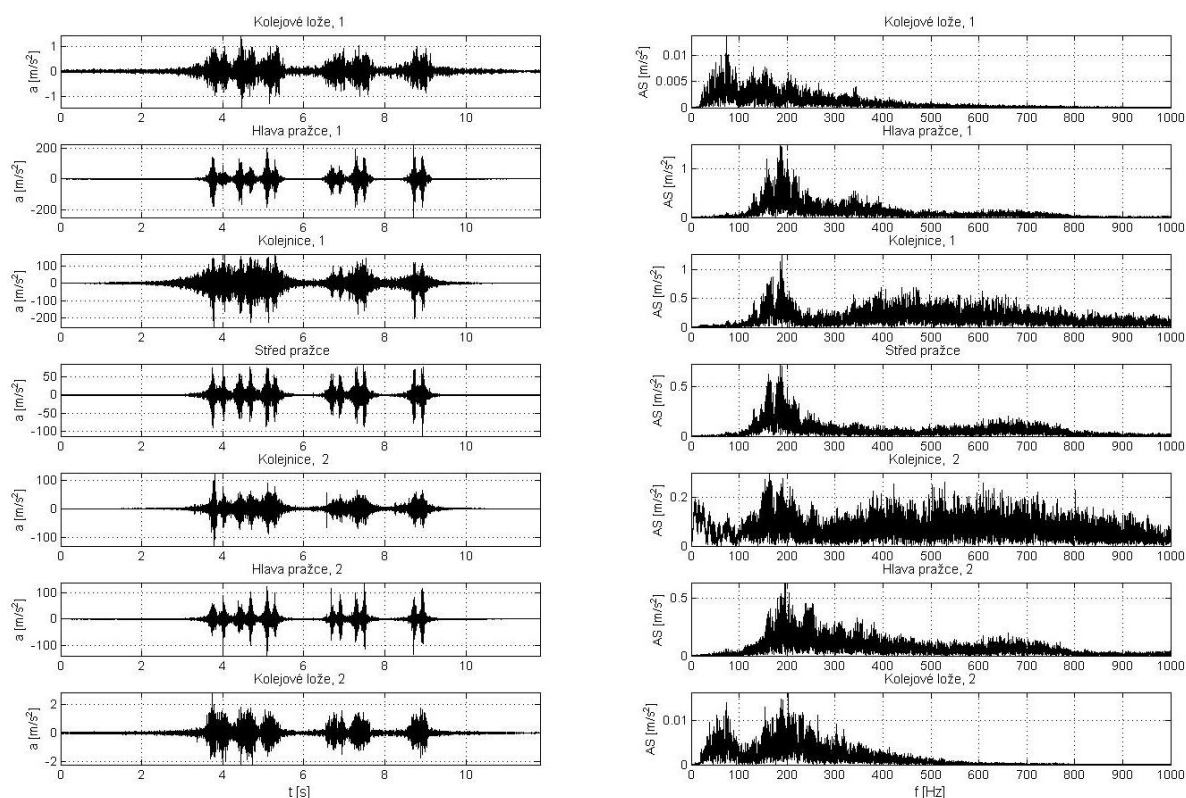 Kolejové lože, 1
a [m/s²]
1
0
-1
0 2 4 6 8 10
Hlava pražce, 1
a [m/s²]
200
0
-200
0 2 4 6 8 10
Kolejnice, 1
a [m/s²]
100
0
-100
-200
0 2 4 6 8 10
Střed pražce
a [m/s²]
50
0
-50
-100
0 2 4 6 8 10
Kolejnice, 2
a [m/s²]
100
0
-100
0 2 4 6 8 10
Hlava pražce, 2
a [m/s²]
100
0
-100
0 2 4 6 8 10
Kolejové lože, 2
a [m/s²]
2
0
-2
0 2 4 6 8 10
t [s]
Kolejové lože, 1
AS [m/s²]
0.01
0.005
0
0 100 200 300 400 500 600 700 800 900 1000
Hlava pražce, 1
AS [m/s²]
1
0
0 100 200 300 400 500 600 700 800 900 1000
Kolejnice, 1
AS [m/s²]
1
0.5
0
0 100 200 300 400 500 600 700 800 900 1000
Střed pražce
AS [m/s²]
0.5
0
0 100 200 300 400 500 600 700 800 900 1000
Kolejnice, 2
AS [m/s²]
0.2
0
0 100 200 300 400 500 600 700 800 900 1000
Hlava pražce, 2
AS [m/s²]
0.5
0
0 100 200 300 400 500 600 700 800 900 1000
Kolejové lože, 2
AS [m/s²]
0.01
0
0 100 200 300 400 500 600 700 800 900 1000
f [Hz]